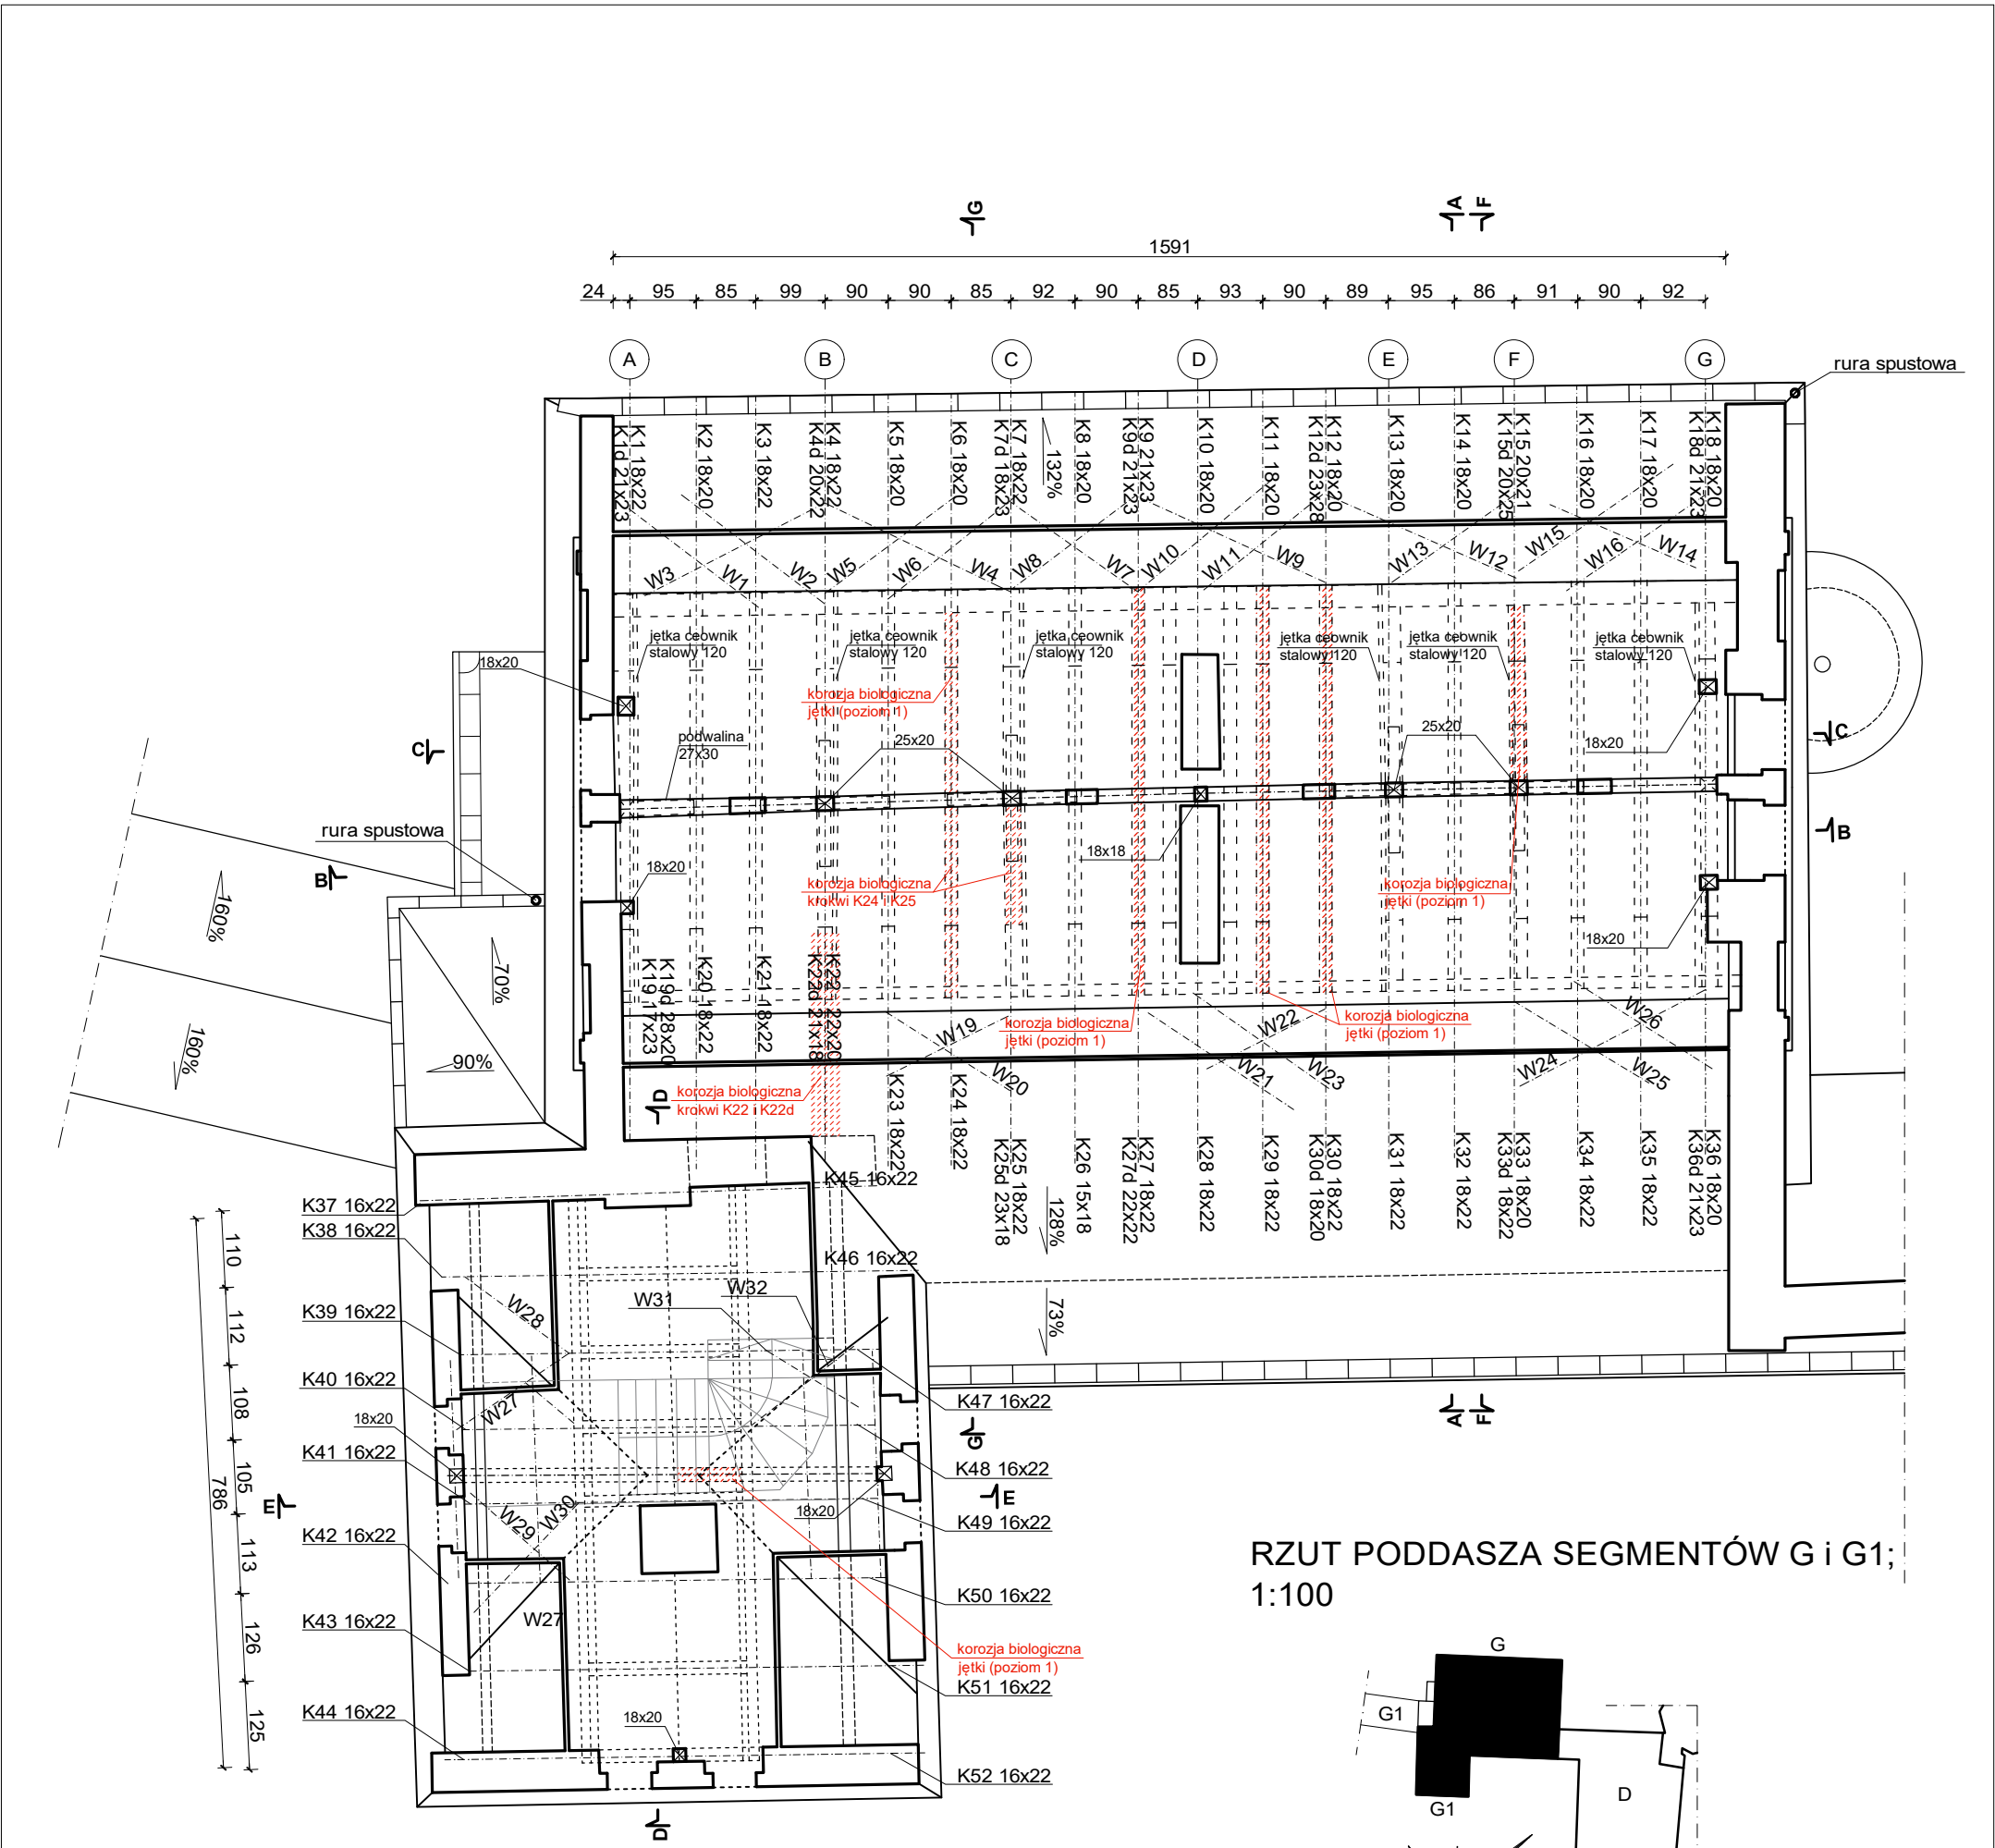 G
A
F
1591
24
95
85
99
90
90
85
92
90
85
93
90
89
95
86
91
90
92
A
B
C
D
E
F
G
rura spustowa
K1 18x22
K1d 21x23
K2 18x20
K3 18x22
K4 18x22
K4d 20x22
K5 18x20
K6 18x20
K7 18x22
K7d 18x23
132%
K8 18x20
K9 21x23
K9d 21x23
K10 18x20
K11 18x20
K12 18x20
K12d 23x28
K13 18x20
K14 18x20
K15 20x21
K15d 20x25
K16 18x20
K17 18x20
K18 18x20
K18d 21x23
W3
W1
W2
W5
W6
W4
W8
W7
W10
W11
W9
W13
W12
W15
W16
W14
jętka ceownik
stalowy 120
jętka ceownik
stalowy 120
jętka ceownik
stalowy 120
jętka ceownik
stalowy 120
jętka ceownik
stalowy 120
jętka ceownik
stalowy 120
18x20
korozja biologiczna
jętki (poziom 1)
podwalina
27x30
25x20
25x20
18x20
C
C
rura spustowa
B
B
18x20
18x18
korozja biologiczna
krokwi K24 i K25
korozja biologiczna
jętki (poziom 1)
18x20
160%
160%
70%
90%
K19d 28x20
K19 17x23
K20 18x22
K21 18x22
K22 22x20
K22d 21x18
W19
W20
korozja biologiczna
jętki (poziom 1)
W22
W21
W23
korozja biologiczna
jętki (poziom 1)
W26
W24
W25
D
korozja biologiczna
krokwi K22 i K22d
K23 18x22
K24 18x22
K25 18x22
K25d 23x18
K26 15x18
K27 18x22
K27d 22x22
K28 18x22
K29 18x22
K30 18x22
K30d 18x20
K31 18x22
K32 18x22
K33 18x20
K33d 18x22
K34 18x22
K35 18x22
K36 18x20
K36d 21x23
128%
73%
K45 16x22
K46 16x22
K37 16x22
K38 16x22
K39 16x22
K40 16x22
18x20
K41 16x22
K42 16x22
K43 16x22
K44 16x22
110
112
108
105
113
126
125
786
W28
W31
W32
W27
W29
W30
W27
K47 16x22
G
K48 16x22
E
E
18x20
K49 16x22
K50 16x22
korozja biologiczna
jętki (poziom 1)
K51 16x22
18x20
K52 16x22
D
A
F
RZUT PODDASZA SEGMENTÓW G i G1;
1:100
G
G1
G1
D